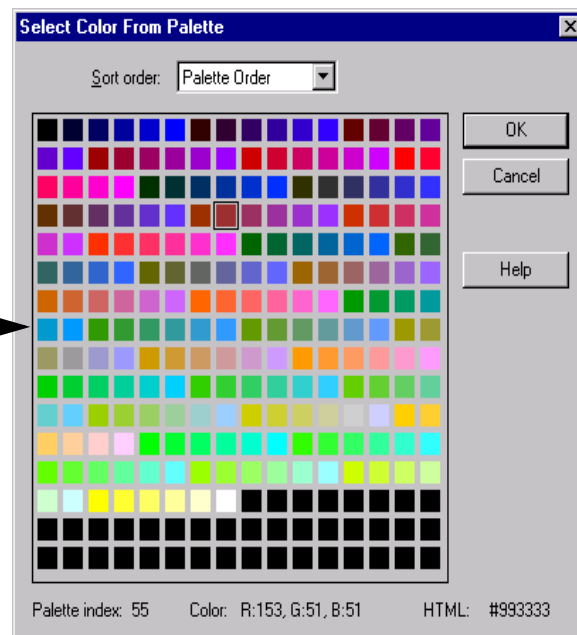 Select Color From Palette
Sort order: Palette Order
OK
Cancel
Help
Palette index: 55 Color: R:153, G:51, B:51 HTML: #993333